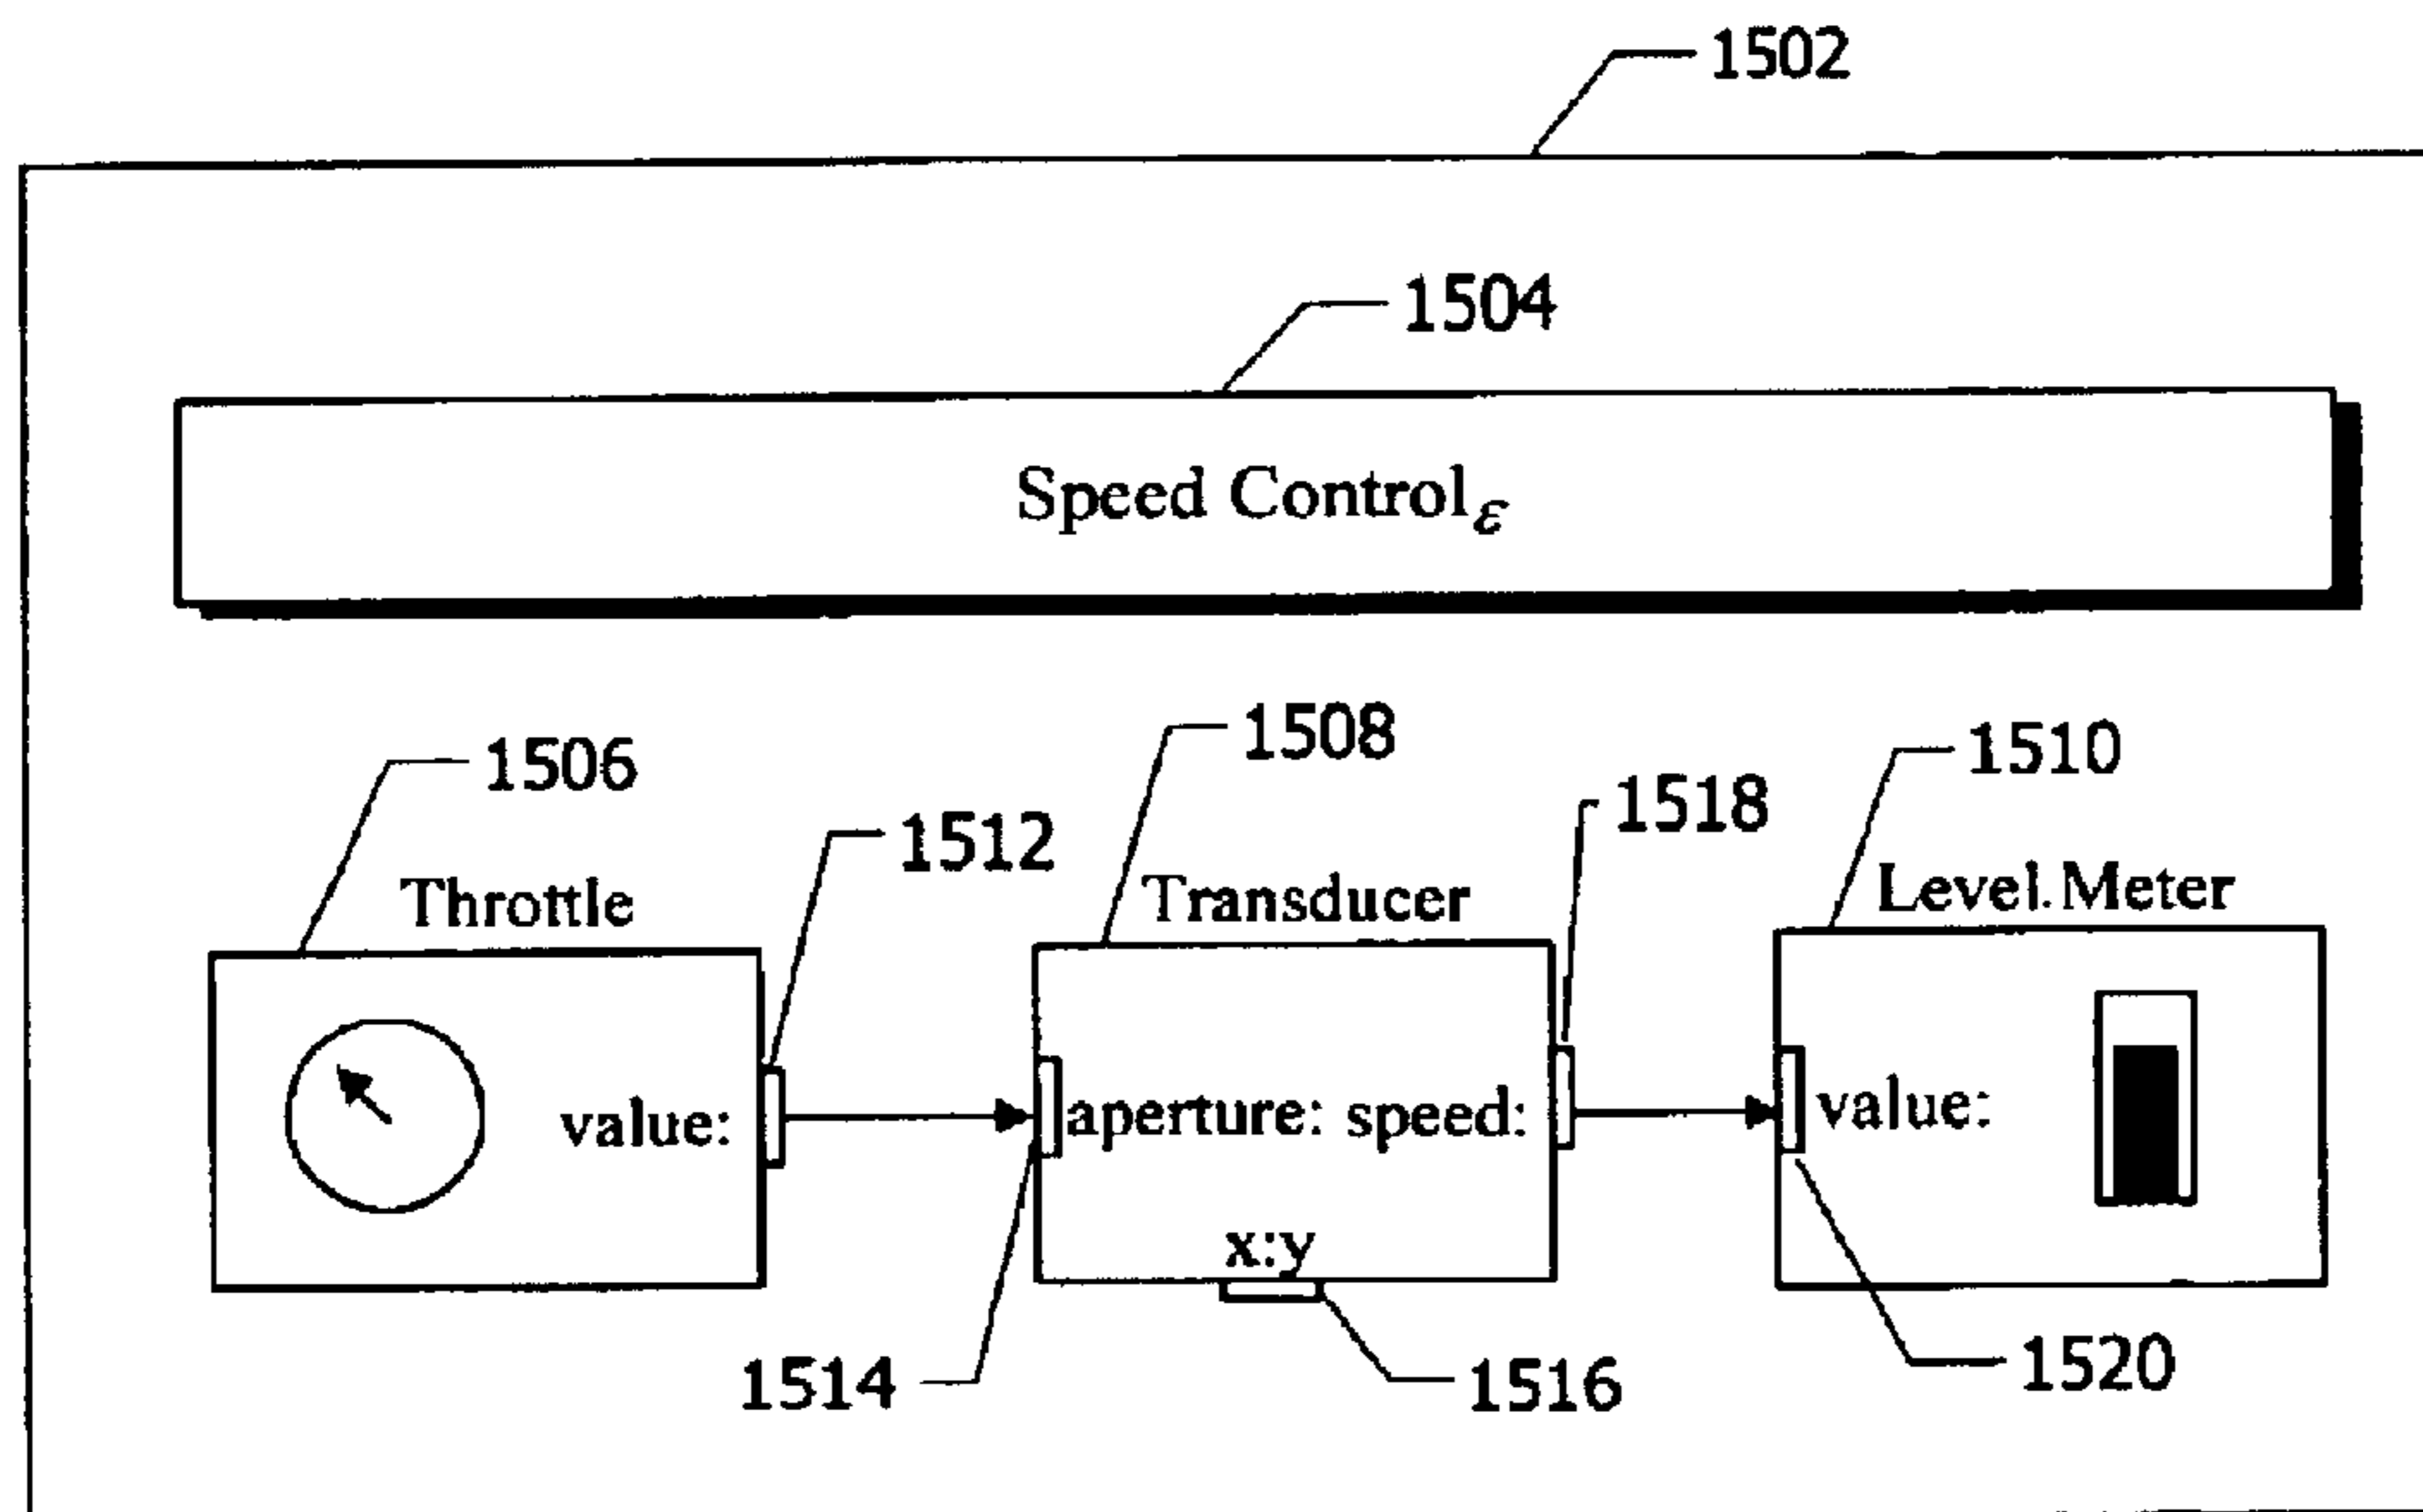 1502
1504
Speed Control ε
1508
1510
1506
1518
1512
Throttle
Transducer
Level.Meter
value:
aperture: speed:
value:
x:y
1514
1516
1520